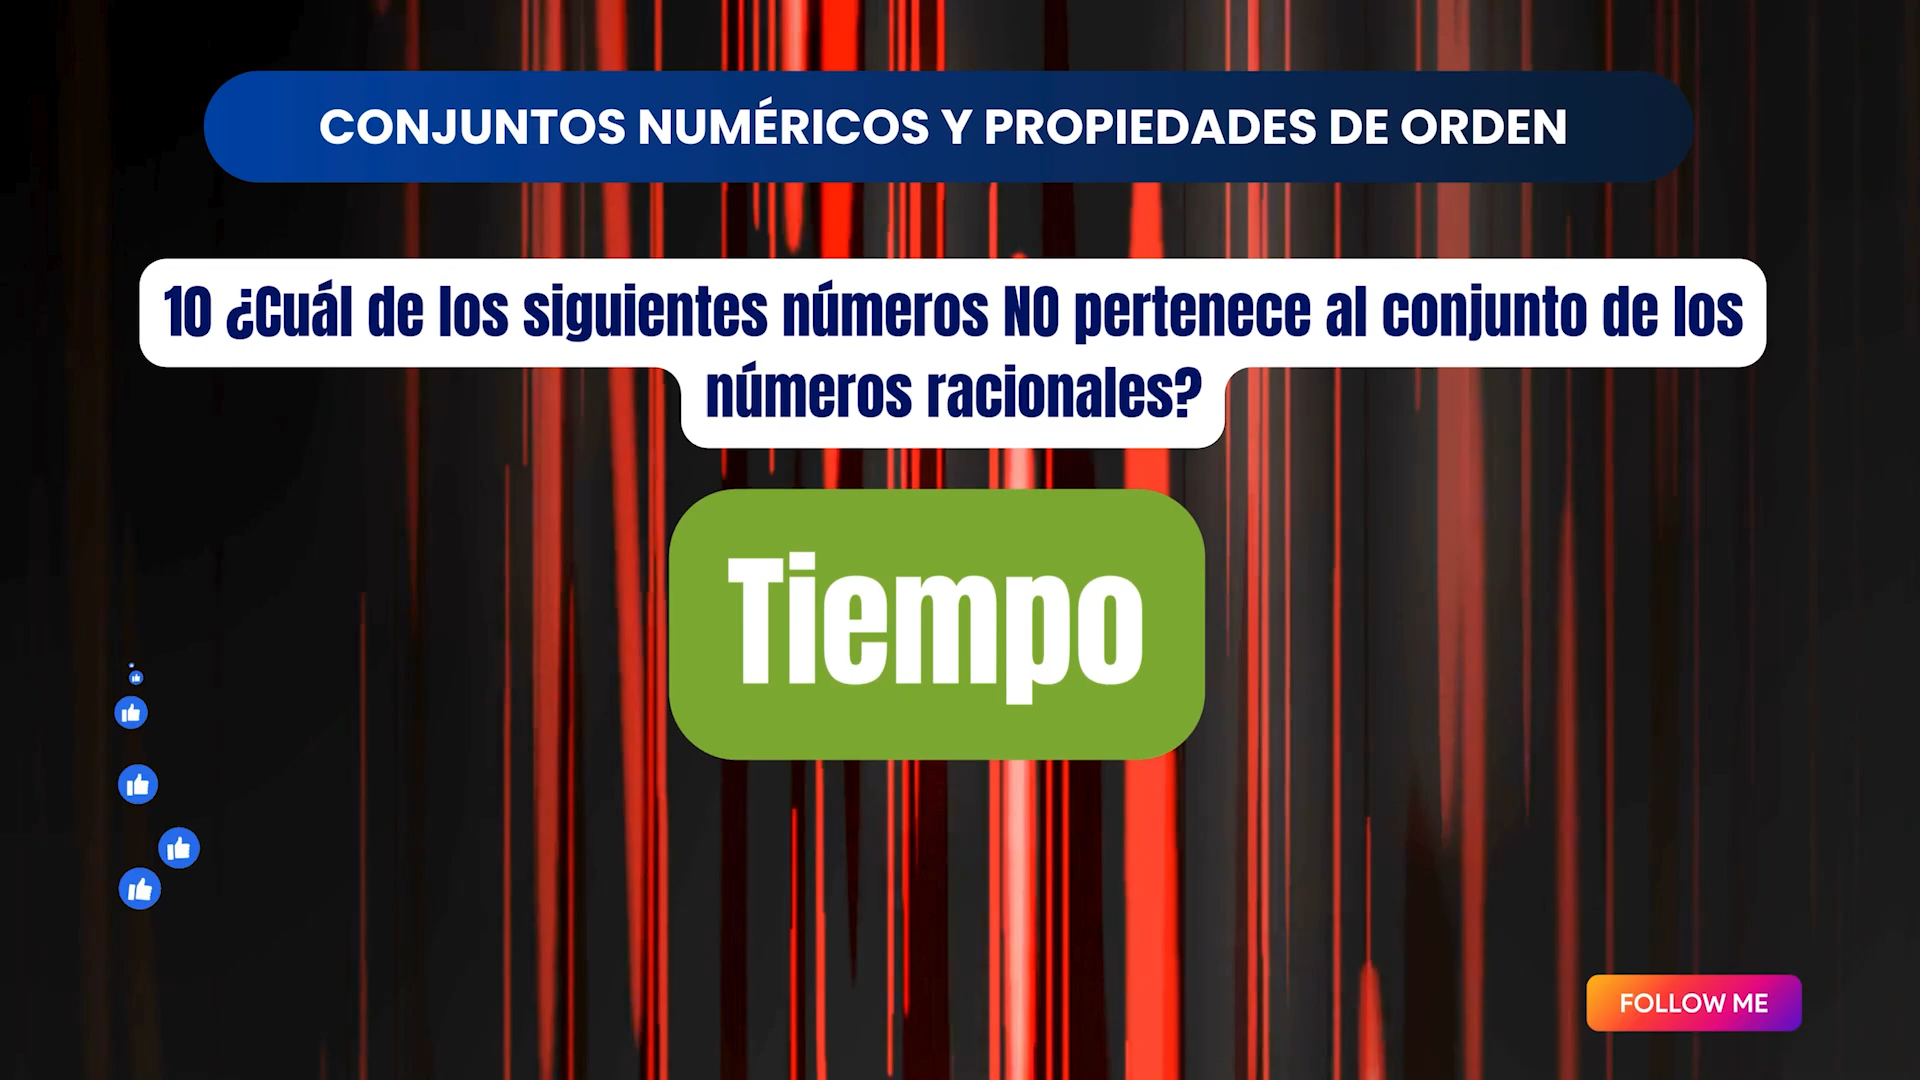 CONJUNTOS NUMÉRICOS Y PROPIEDADES DE ORDEN
10 ¿Cuál de los siguientes números NO pertenece al conjunto de los
números racionales?
Tiempo
FOLLOW ME